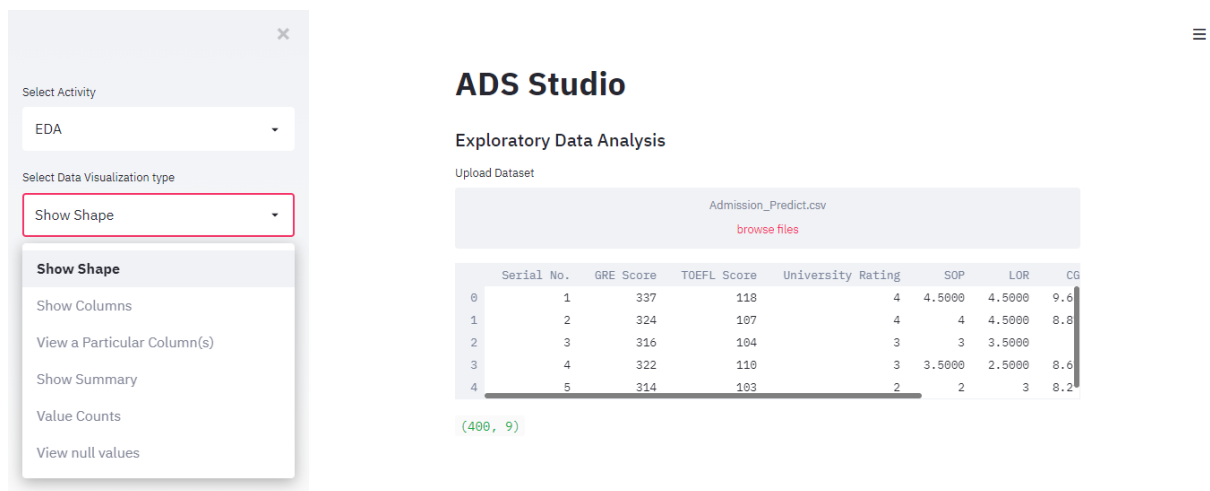 ×
Select Activity
EDA
Select Data Visualization type
Show Shape
Show Shape
Show Columns
View a Particular Column(s)
Show Summary
Value Counts
View null values
ADS Studio
Exploratory Data Analysis
Upload Dataset
Admission_Predict.csv
browse files
Serial No. GRE Score TOEFL Score University Rating SOP LOR CG
0 1 337 118 4 4.5000 4.5000 9.6
1 2 324 107 4 4 4.5000 8.8
2 3 316 104 3 3 3.5000
3 4 322 110 3 3.5000 2.5000 8.6
4 5 314 103 2 2 3 8.2
(400, 9)